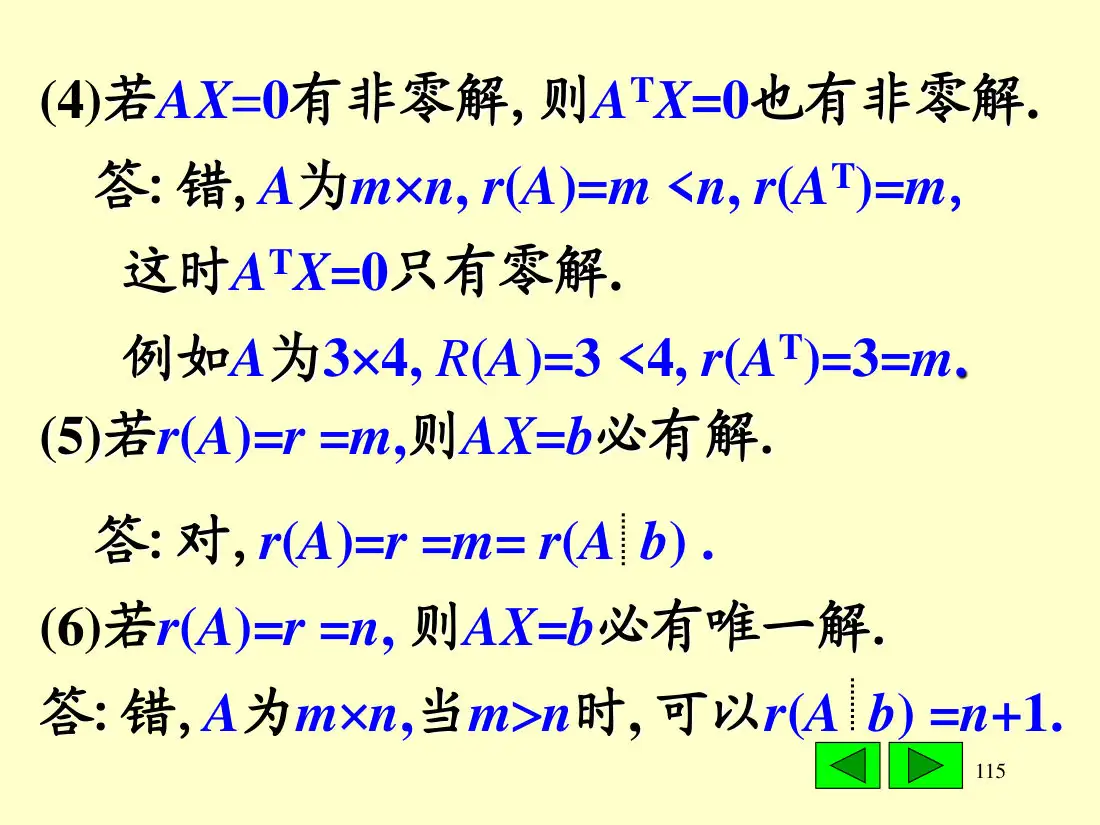 (4)若AX=0有非零解, 则AᵀX=0也有非零解.
答: 错, A为m×n, r(A)=m <n, r(Aᵀ)=m,
这时AᵀX=0只有零解.
例如A为3×4, R(A)=3 <4, r(Aᵀ)=3=m.
(5)若r(A)=r =m,则AX=b必有解.
答: 对, r(A)=r =m= r(A┊b) .
(6)若r(A)=r =n, 则AX=b必有唯一解.
答: 错, A为m×n,当m>n时, 可以r(A┊b) =n+1.
115